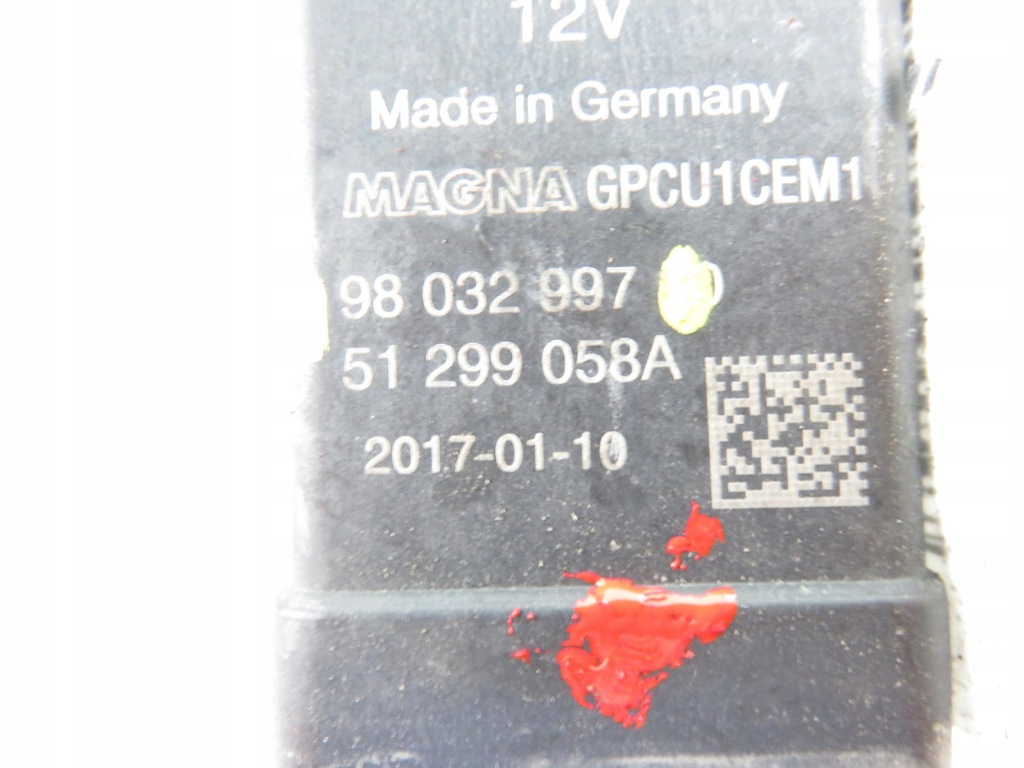 12V
Made in Germany
MAGNA GPCU1CEM1
98 032 997
51 299 058A
2017-01-10